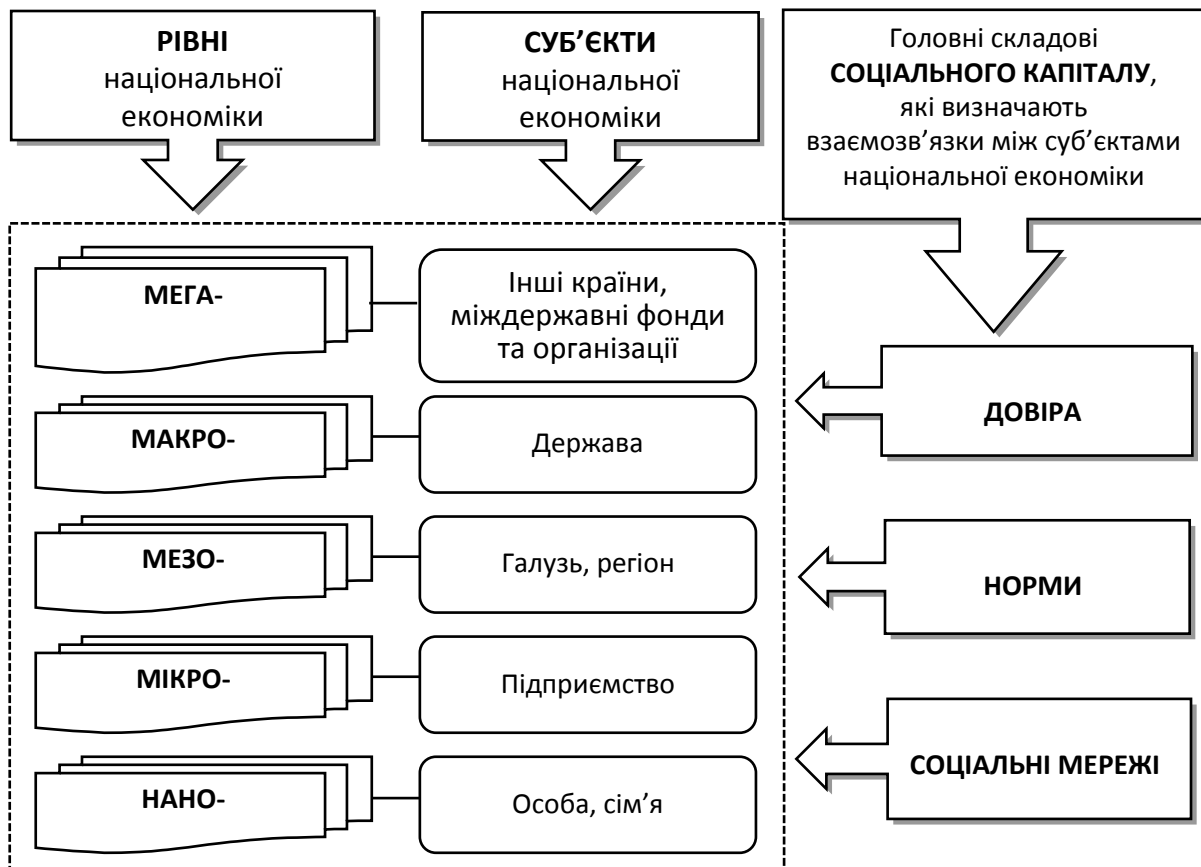 РІВНІ
національної
економіки
СУБ’ЄКТИ
національної
економіки
Головні складові
СОЦІАЛЬНОГО КАПІТАЛУ,
які визначають
взаємозв’язки між суб’єктами
національної економіки
МЕГА-
Інші країни,
міждержавні фонди
та організації
МАКРО-
Держава
МЕЗО-
Галузь, регіон
МІКРО-
Підприємство
НАНО-
Особа, сім’я
ДОВІРА
НОРМИ
СОЦІАЛЬНІ МЕРЕЖІ